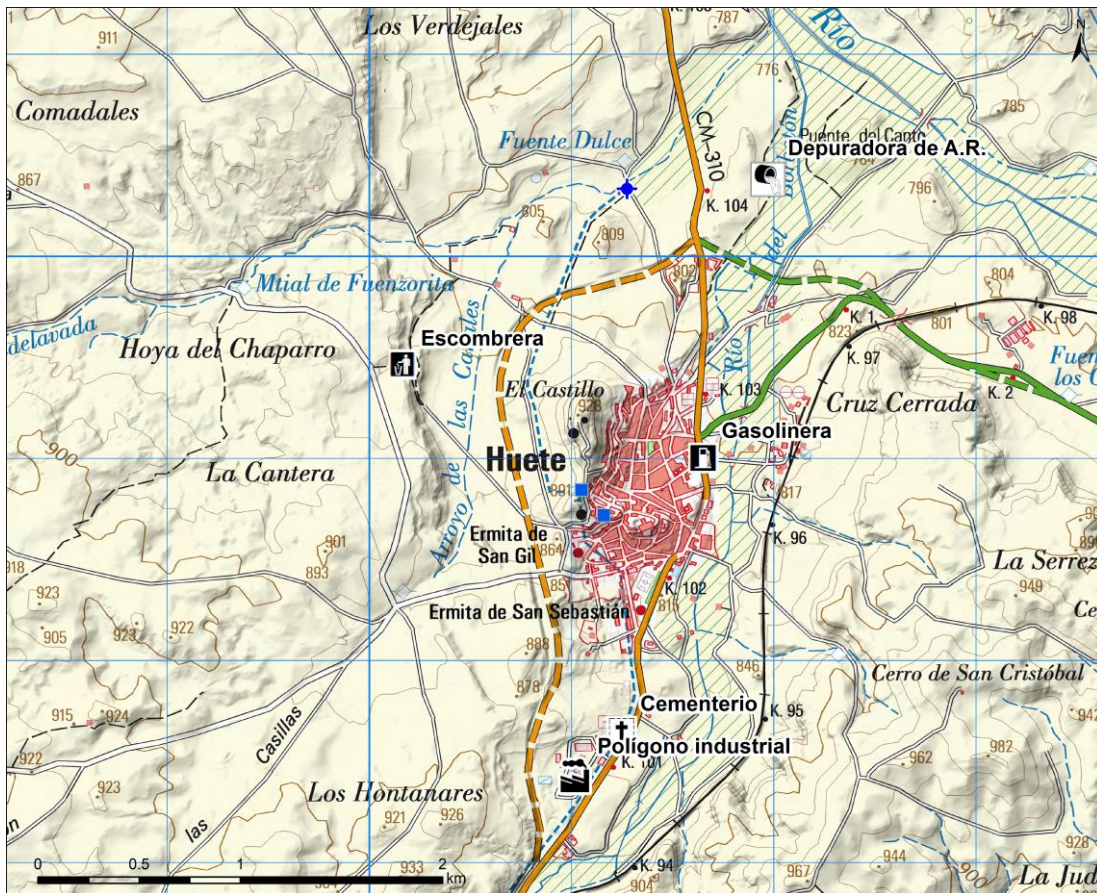 911
Los Verdejales
787
Río
N
776
Comadales
785
CM-310
Fuente Dulce
Puente del Canto
Depuradora de A.R.
784
867
796
K. 104
805
809
del
802
804
Mtial de Fuenzorita
K. 1
823
801
K. 98
delavada
Hoya del Chaparro
Escombrera
K. 97
Río
El Castillo
K. 103
K. 2
928
Cruz Cerrada
Arroyo de las Canales
Gasolinera
900
Huete
La Cantera
891
817
K. 96
Ermita de
San Gil
864
901
La Serrez
918
893
949
923
K. 102
Ermita de San Sebastián
815
905
923
922
888
846
Cerro de San Cristóbal
878
Cementerio
915
924
K. 95
942
Casillas
Polígono industrial
922
K. 101
962
982
923
Los Hontanares
las
921
926
928
0
0.5
1
2
km
933
K. 94
904
967
944
900
La Jud